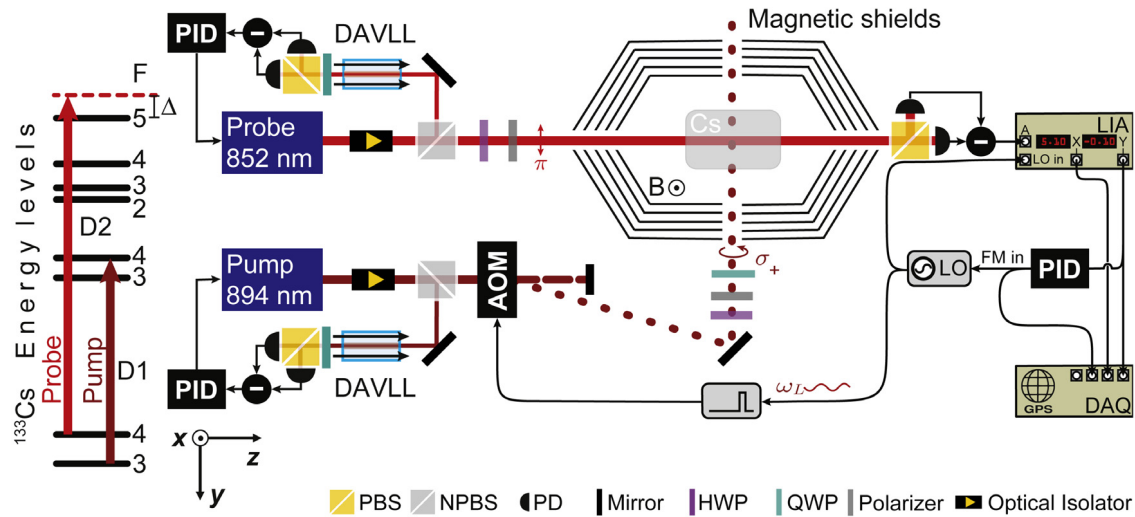 Magnetic shields
PID
DAVLL
F
Δ
5
4
3
2
D2
4
3
D1
4
3
133Cs Energy levels
Probe
Pump
Probe
852 nm
π
Cs
B
A
LIA
5.10 X -0.10 Y
LO in
Pump
894 nm
AOM
σ+
LO
FM in
PID
DAVLL
PID
ωL
GPS
DAQ
x
z
y
PBS
NPBS
PD
Mirror
HWP
QWP
Polarizer
Optical Isolator